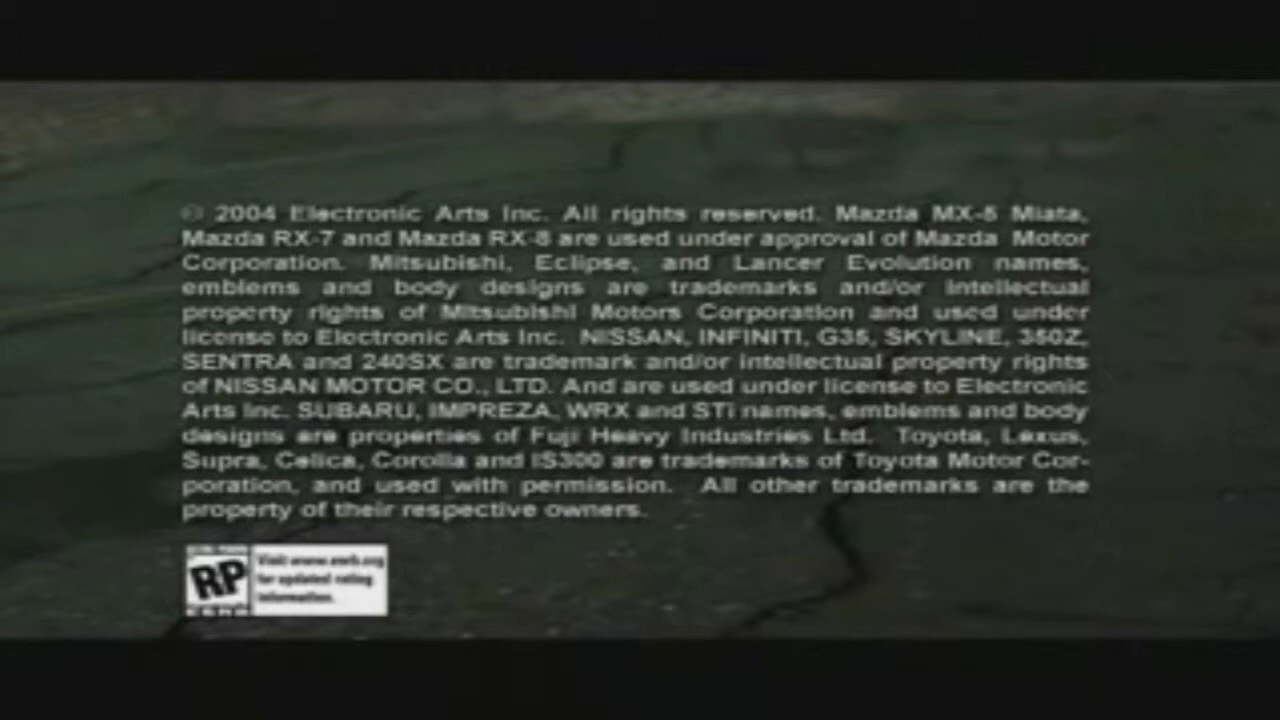 © 2004 Electronic Arts Inc. All rights reserved. Mazda MX-5 Miata,
Mazda RX-7 and Mazda RX-8 are used under approval of Mazda Motor
Corporation. Mitsubishi, Eclipse, and Lancer Evolution names,
emblems and body designs are trademarks and/or intellectual
property rights of Mitsubishi Motors Corporation and used under
license to Electronic Arts Inc. NISSAN, INFINITI, G35, SKYLINE, 350Z,
SENTRA and 240SX are trademark and/or intellectual property rights
of NISSAN MOTOR CO., LTD. And are used under license to Electronic
Arts Inc. SUBARU, IMPREZA, WRX and STi names, emblems and body
designs are properties of Fuji Heavy Industries Ltd. Toyota, Lexus,
Supra, Celica, Corolla and IS300 are trademarks of Toyota Motor Cor-
poration, and used with permission. All other trademarks are the
property of their respective owners.
RP
Visit www.esrb.org
for updated rating
information.